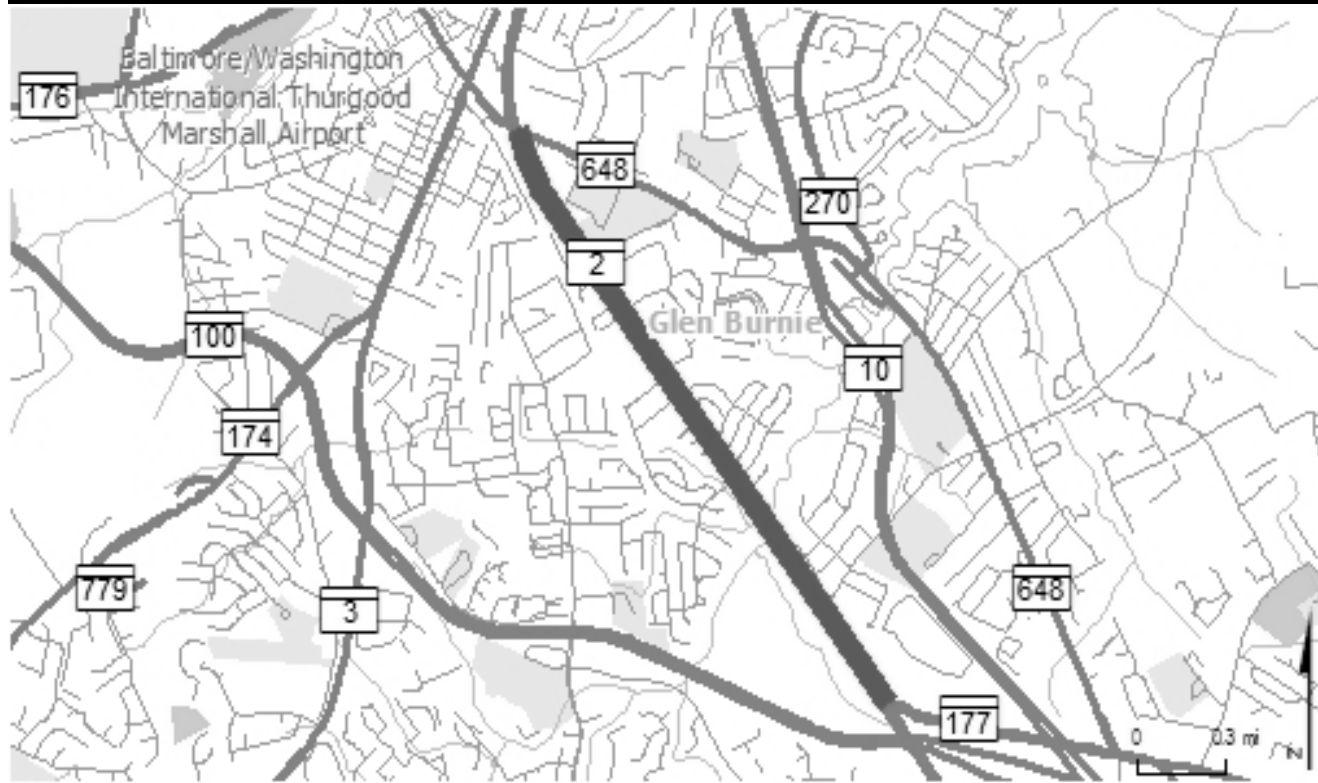 Baltimore/Washington
International Thurgood
Marshall Airport
176
648
270
2
Glen Burnie
100
10
174
779
3
648
177
0 0.3 mi
N